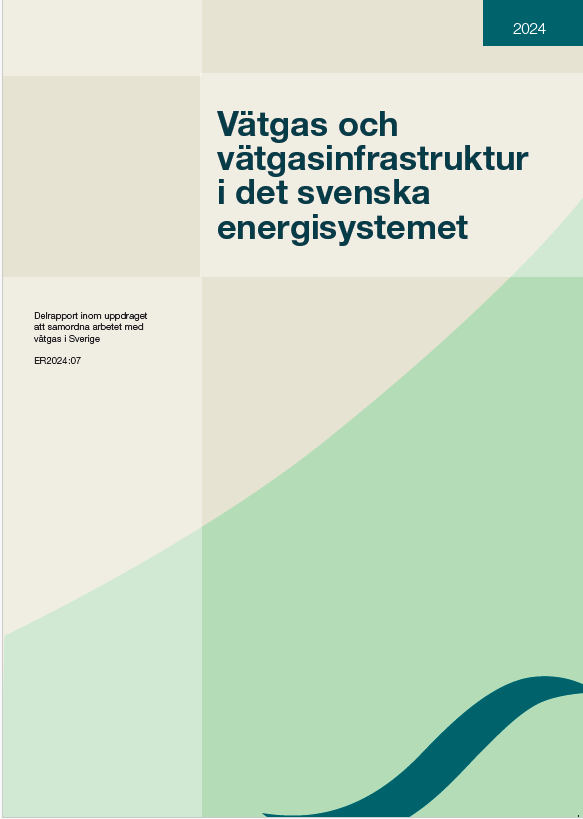 2024
Vätgas och
vätgasinfrastruktur
i det svenska
energisystemet
Delrapport inom uppdraget
att samordna arbetet med
vätgas i Sverige
ER2024:07